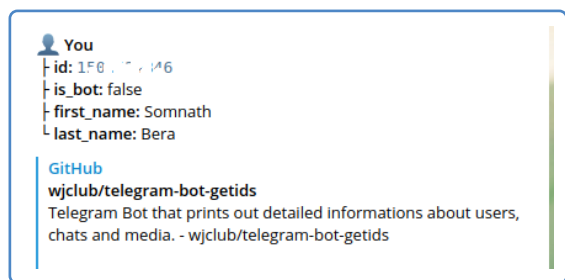 You
├ id:
├ is_bot: false
├ first_name: Somnath
└ last_name: Bera
GitHub
wjclub/telegram-bot-getids
Telegram Bot that prints out detailed informations about users,
chats and media. - wjclub/telegram-bot-getids